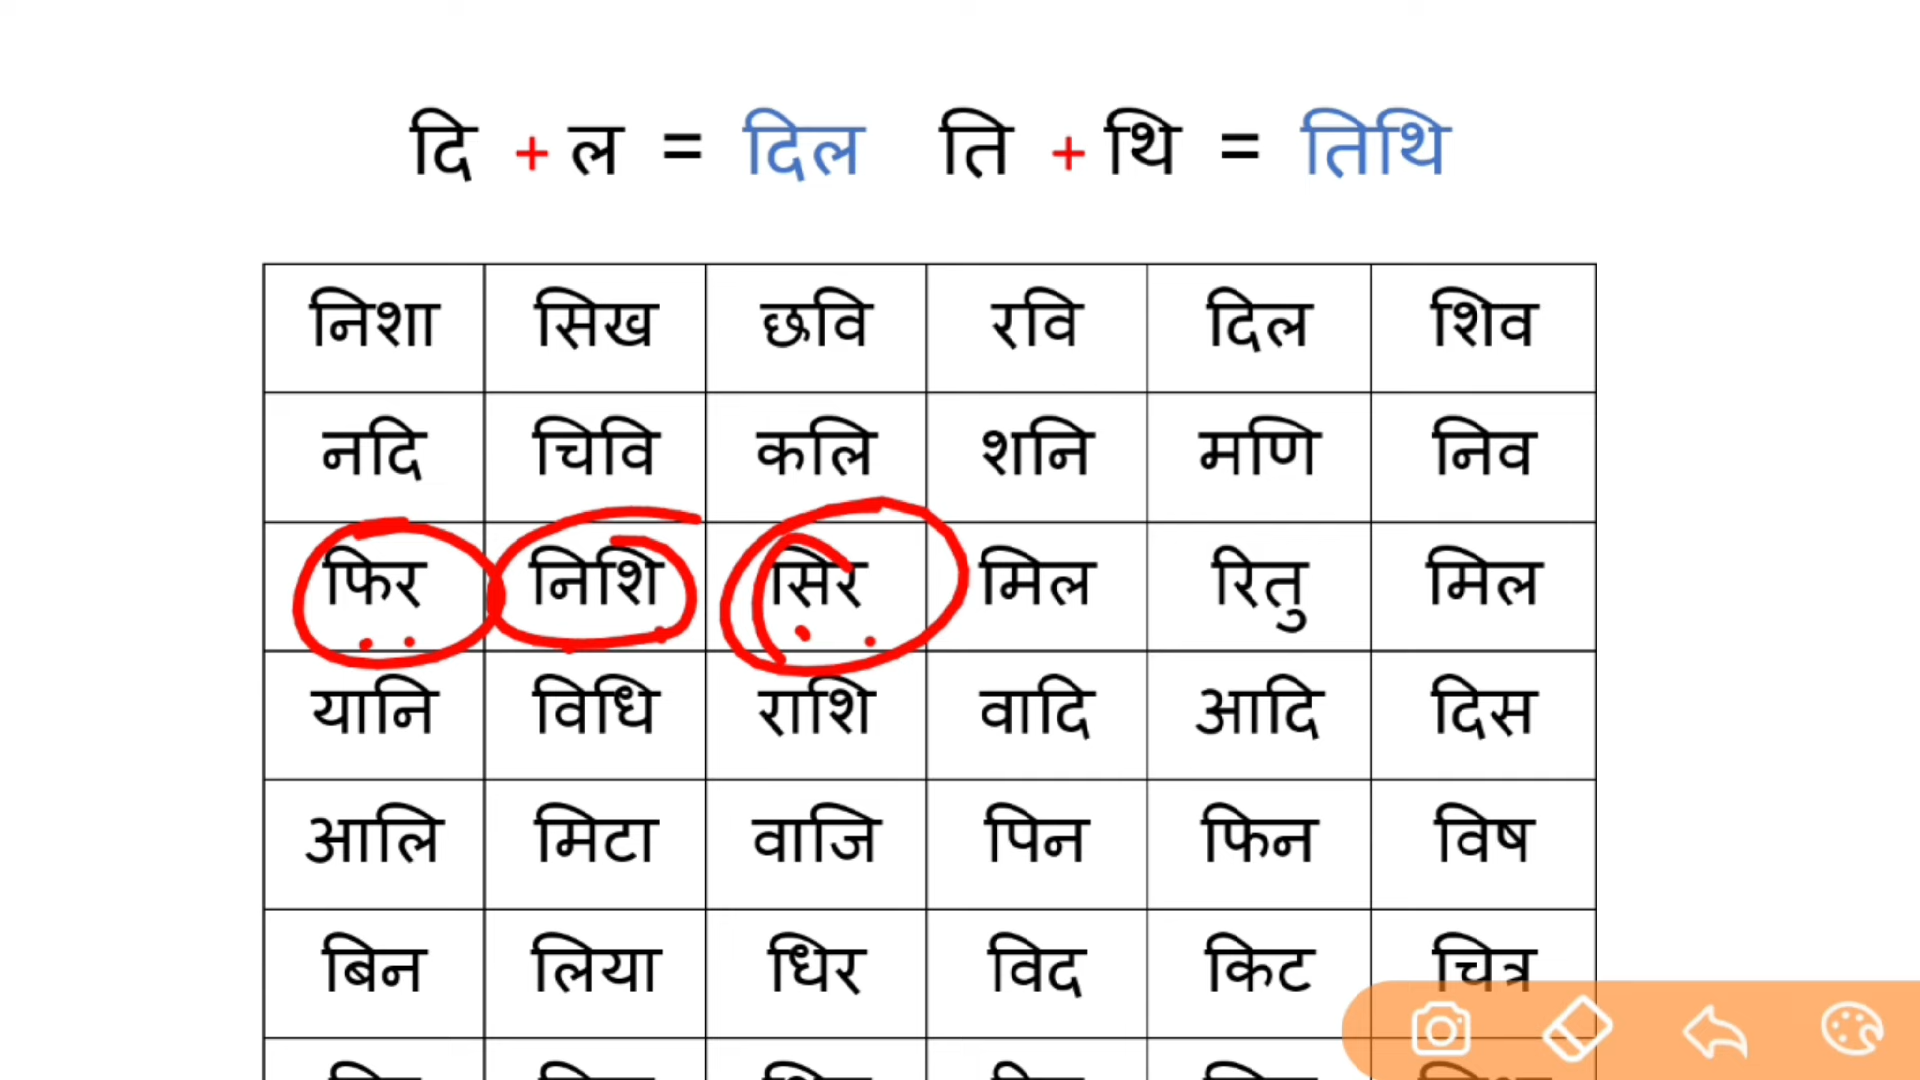 दि + ल = दिल ति + थि = तिथि
निशा सिख छवि रवि दिल शिव
नदि चिवि कलि शनि मणि निव
फिर निशि सिर मिल रितु मिल
यानि विधि राशि वादि आदि दिस
आलि मिटा वाजि पिन फिन विष
बिन लिया धिर विद किट चित्र